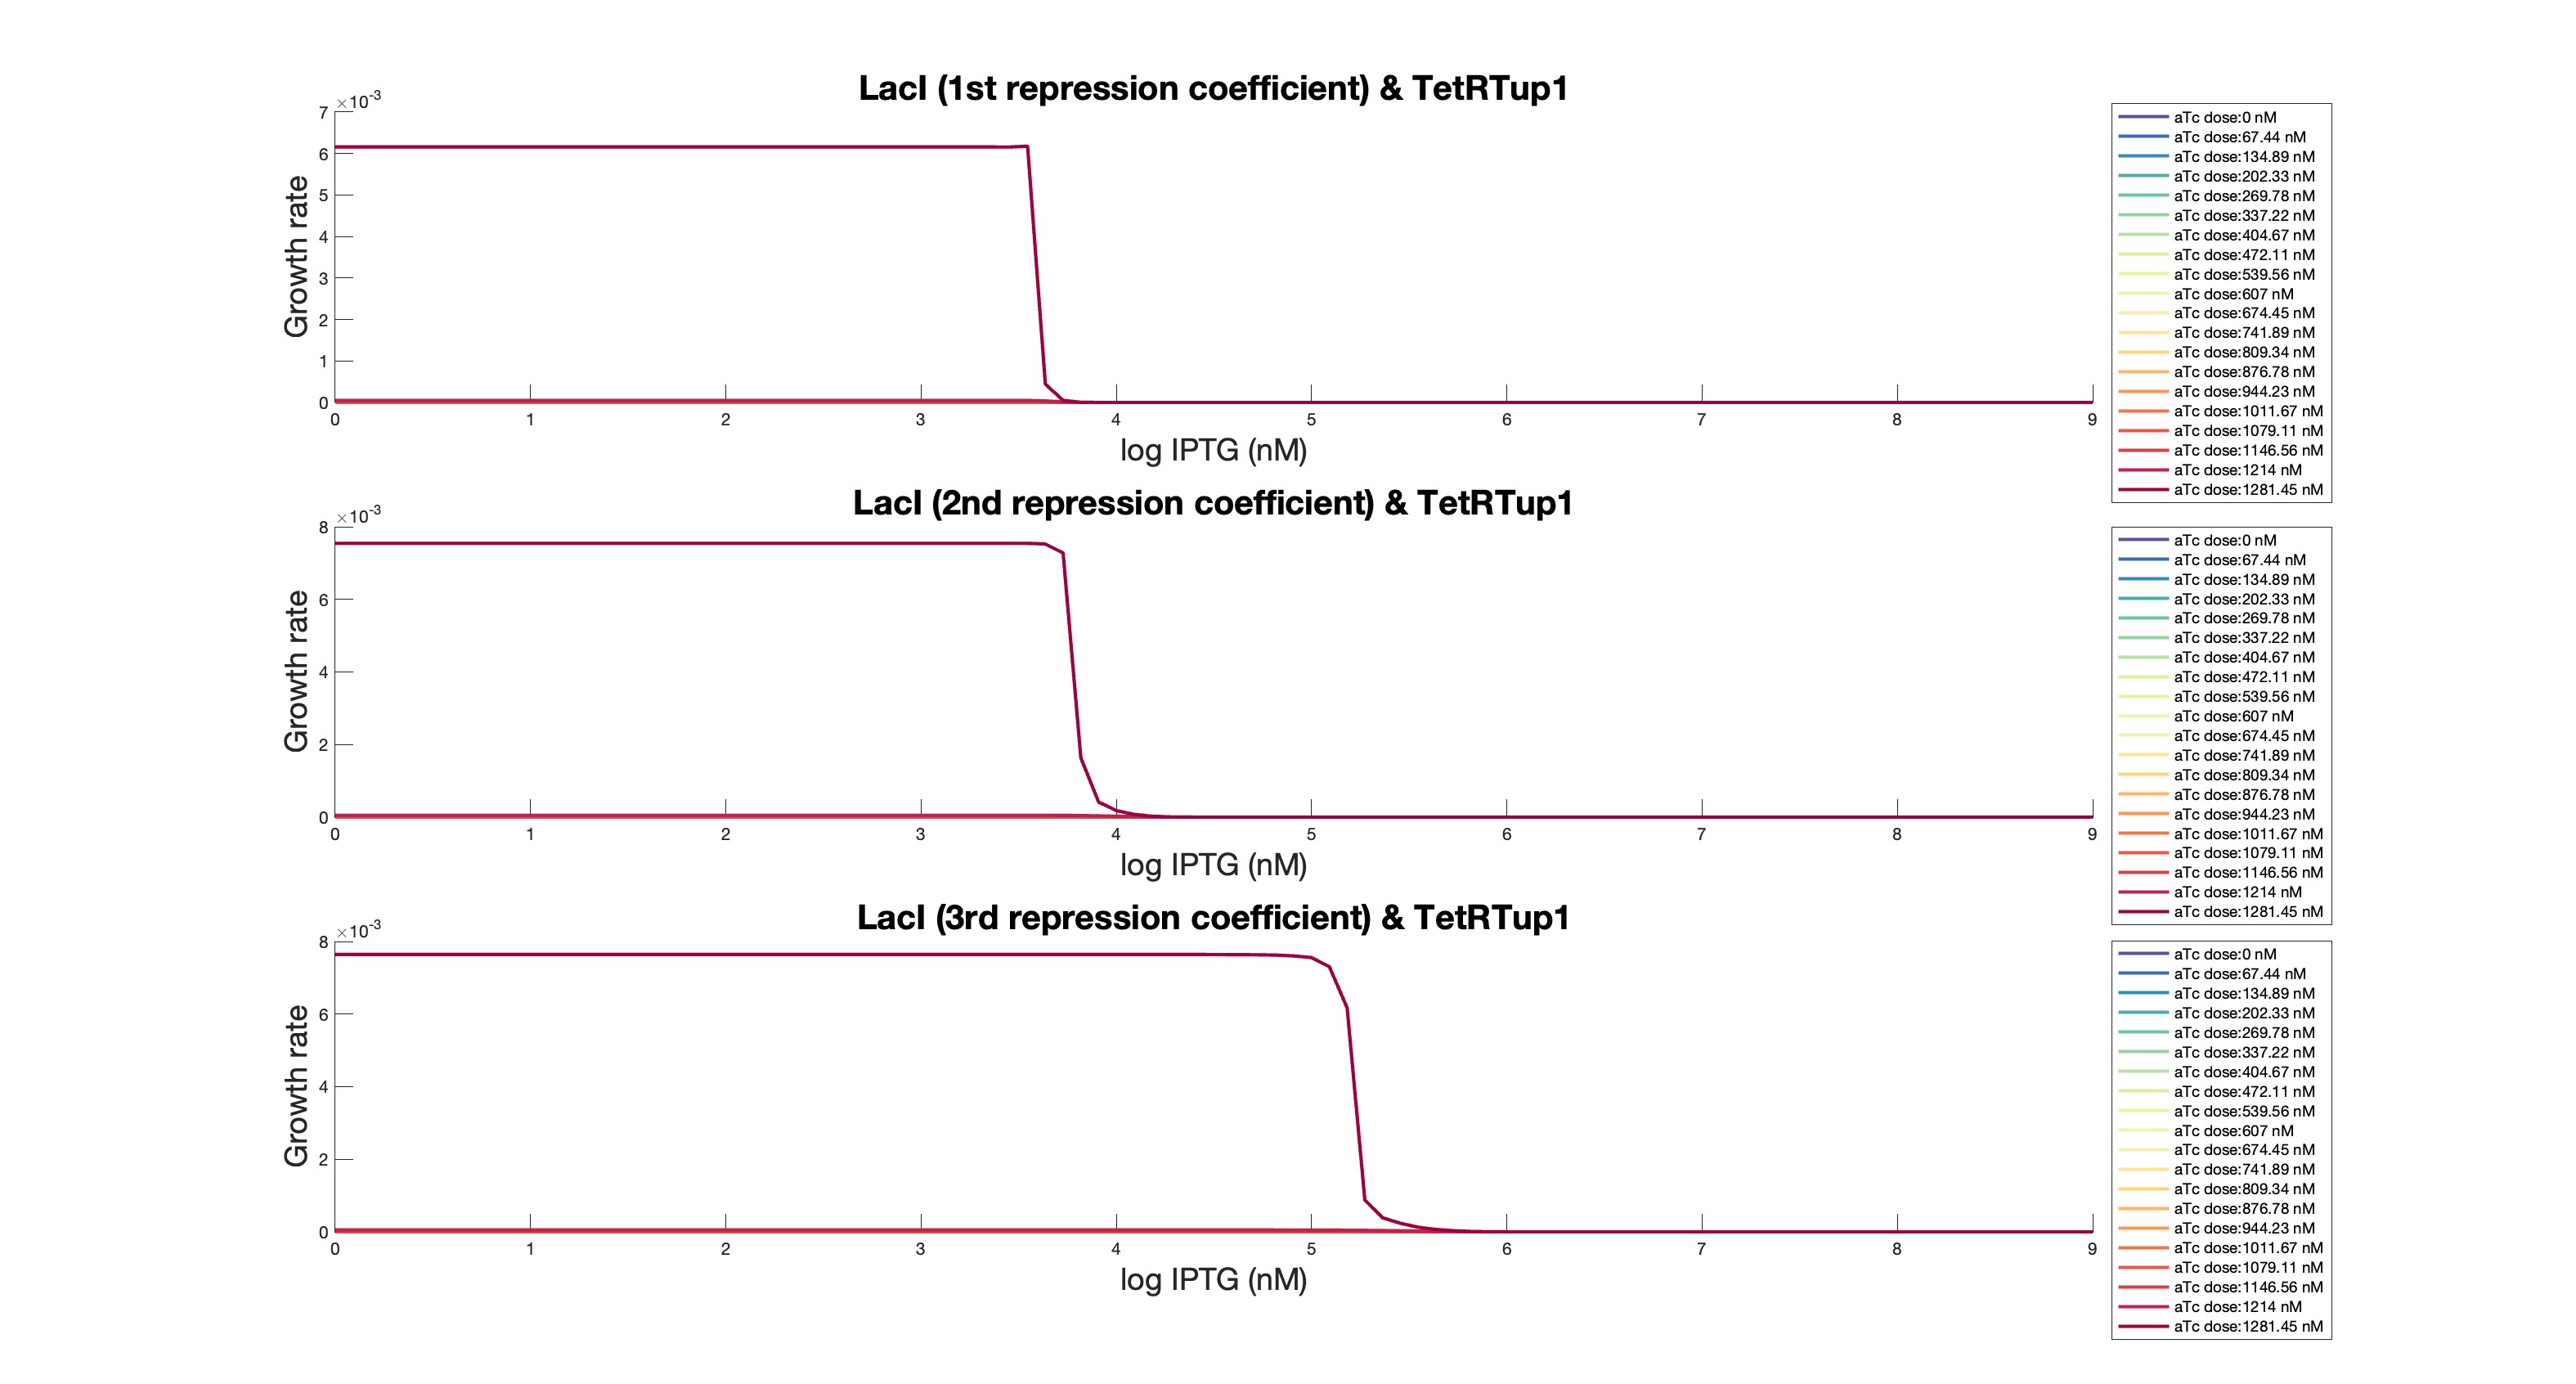 LacI (1st repression coefficient) & TetRTup1
×10-3
7
6
5
4
3
2
1
0
Growth rate
0 1 2 3 4 5 6 7 8 9
log IPTG (nM)
aTc dose:0 nM
aTc dose:67.44 nM
aTc dose:134.89 nM
aTc dose:202.33 nM
aTc dose:269.78 nM
aTc dose:337.22 nM
aTc dose:404.67 nM
aTc dose:472.11 nM
aTc dose:539.56 nM
aTc dose:607 nM
aTc dose:674.45 nM
aTc dose:741.89 nM
aTc dose:809.34 nM
aTc dose:876.78 nM
aTc dose:944.23 nM
aTc dose:1011.67 nM
aTc dose:1079.11 nM
aTc dose:1146.56 nM
aTc dose:1214 nM
aTc dose:1281.45 nM
LacI (2nd repression coefficient) & TetRTup1
×10-3
8
6
4
2
0
Growth rate
0 1 2 3 4 5 6 7 8 9
log IPTG (nM)
aTc dose:0 nM
aTc dose:67.44 nM
aTc dose:134.89 nM
aTc dose:202.33 nM
aTc dose:269.78 nM
aTc dose:337.22 nM
aTc dose:404.67 nM
aTc dose:472.11 nM
aTc dose:539.56 nM
aTc dose:607 nM
aTc dose:674.45 nM
aTc dose:741.89 nM
aTc dose:809.34 nM
aTc dose:876.78 nM
aTc dose:944.23 nM
aTc dose:1011.67 nM
aTc dose:1079.11 nM
aTc dose:1146.56 nM
aTc dose:1214 nM
aTc dose:1281.45 nM
LacI (3rd repression coefficient) & TetRTup1
×10-3
8
6
4
2
0
Growth rate
0 1 2 3 4 5 6 7 8 9
log IPTG (nM)
aTc dose:0 nM
aTc dose:67.44 nM
aTc dose:134.89 nM
aTc dose:202.33 nM
aTc dose:269.78 nM
aTc dose:337.22 nM
aTc dose:404.67 nM
aTc dose:472.11 nM
aTc dose:539.56 nM
aTc dose:607 nM
aTc dose:674.45 nM
aTc dose:741.89 nM
aTc dose:809.34 nM
aTc dose:876.78 nM
aTc dose:944.23 nM
aTc dose:1011.67 nM
aTc dose:1079.11 nM
aTc dose:1146.56 nM
aTc dose:1214 nM
aTc dose:1281.45 nM